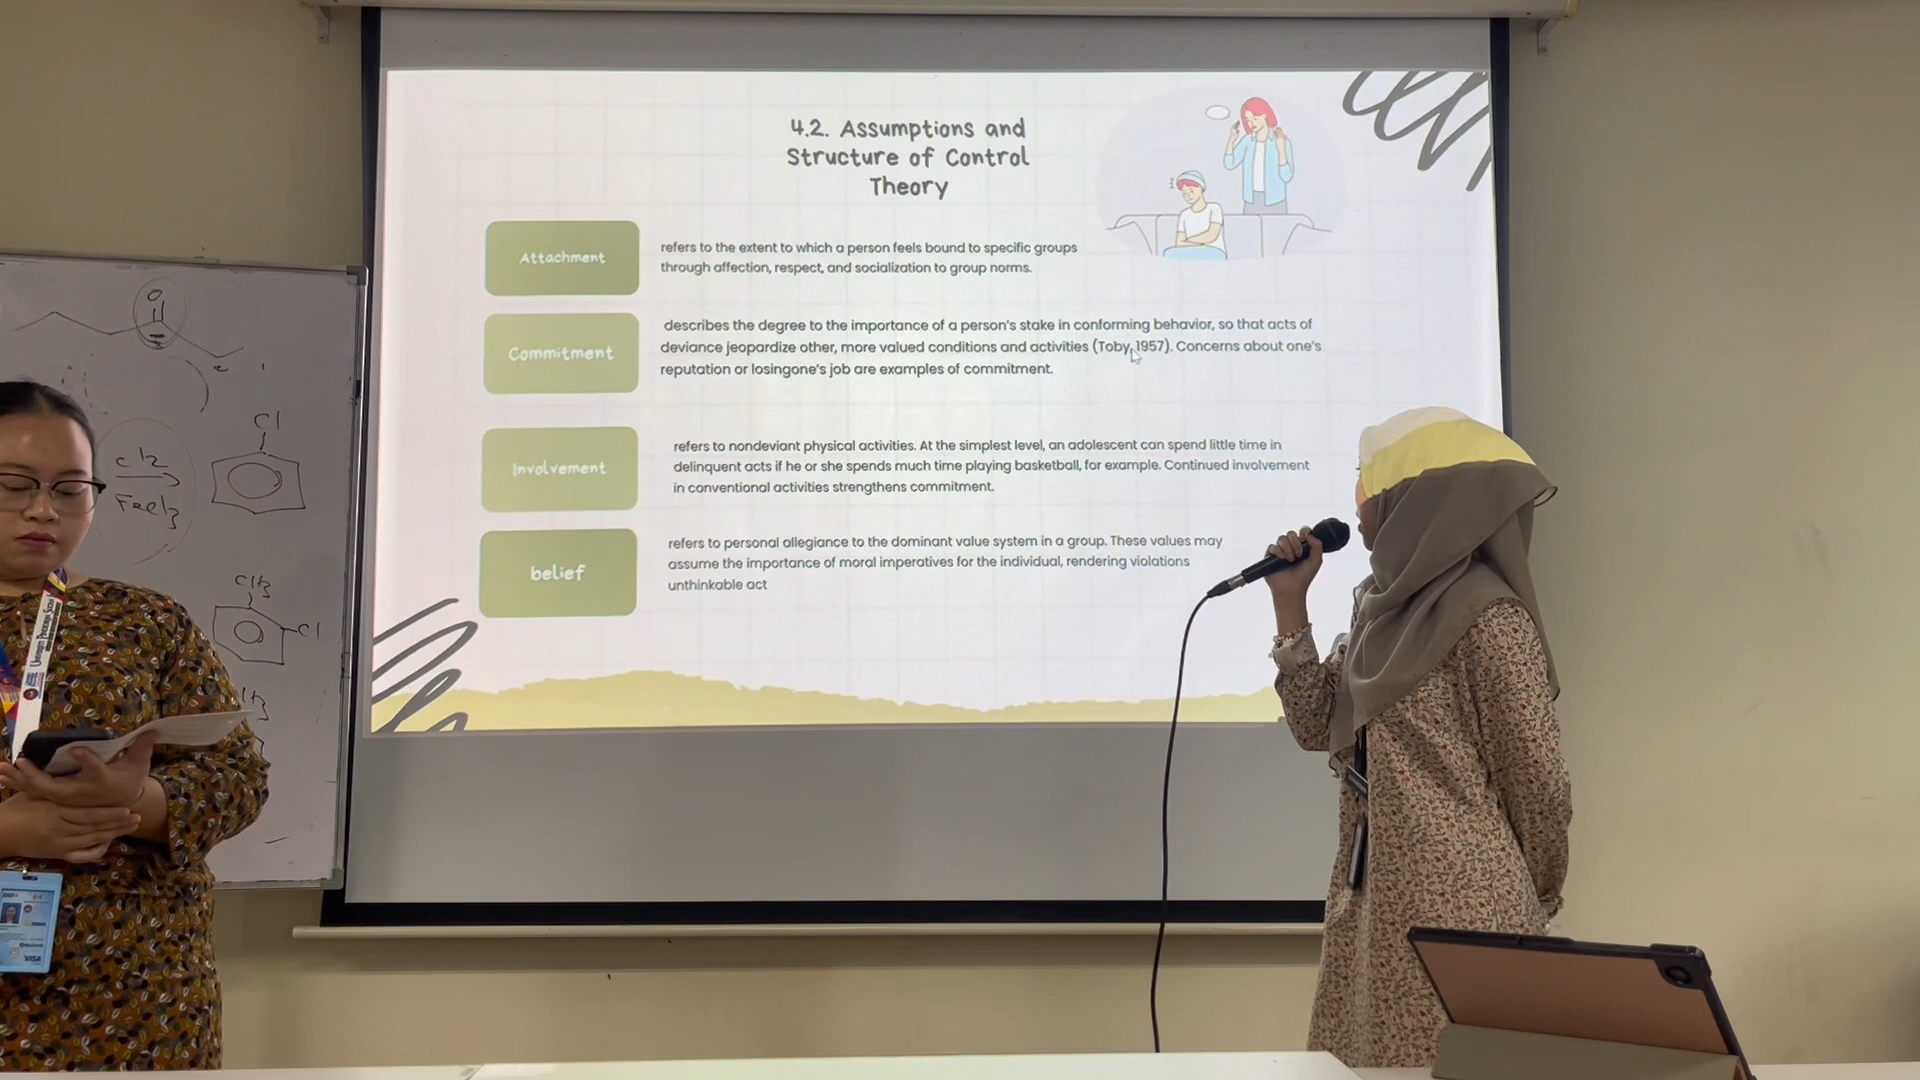 4.2. Assumptions and
Structure of Control
Theory
Attachment
refers to the extent to which a person feels bound to specific groups
through affection, respect, and socialization to group norms.
Commitment
describes the degree to the importance of a person's stake in conforming behavior, so that acts of
deviance jeopardize other, more valued conditions and activities (Toby, 1957). Concerns about one's
reputation or losingone's job are examples of commitment.
Involvement
refers to nondeviant physical activities. At the simplest level, an adolescent can spend little time in
delinquent acts if he or she spends much time playing basketball, for example. Continued involvement
in conventional activities strengthens commitment.
belief
refers to personal allegiance to the dominant value system in a group. These values may
assume the importance of moral imperatives for the individual, rendering violations
unthinkable act
O
Cl
Cl2
FeCl3
CH3
Cl
VISA